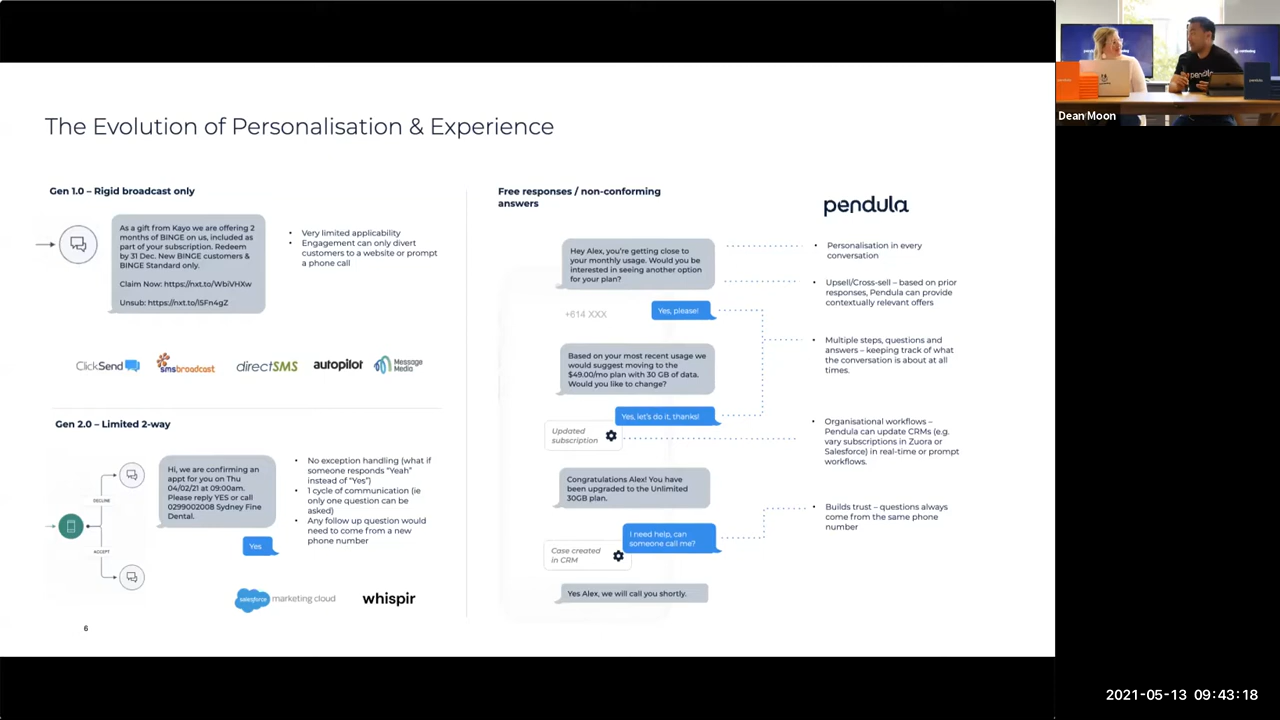 The Evolution of Personalisation & Experience
Gen 1.0 – Rigid broadcast only
As a gift from Kayo we are offering 2
months of BINGE on us, included as
part of your subscription. Redeem
by 31 Dec. New BINGE customers &
BINGE Standard only.
Claim Now: https://nxt.to/WbiVHXw
Unsub: https://nxt.to/l5Fn4gZ
• Very limited applicability
• Engagement can only divert
customers to a website or prompt
a phone call
ClickSend
smsbroadcast
directSMS
autopilot
Message
Media
Gen 2.0 – Limited 2-way
DECLINE
ACCEPT
Hi, we are confirming an
appt for you on Thu
04/02/21 at 09:00am.
Please reply YES or call
0299002008 Sydney Fine
Dental.
Yes
• No exception handling (what if
someone responds "Yeah"
instead of "Yes")
• 1 cycle of communication (ie
only one question can be
asked)
• Any follow up question would
need to come from a new
phone number
salesforce marketing cloud
whispir
6
Free responses / non-conforming
answers
Hey Alex, you're getting close to
your monthly usage. Would you be
interested in seeing another option
for your plan?
+614 XXX
Yes, please!
Based on your most recent usage we
would suggest moving to the
$49.00/mo plan with 30 GB of data.
Would you like to change?
Yes, let's do it, thanks!
Updated
subscription
Congratulations Alex! You have
been upgraded to the Unlimited
30GB plan.
I need help, can
someone call me?
Case created
in CRM
Yes Alex, we will call you shortly.
pendula
• Personalisation in every
conversation
• Upsell/Cross-sell – based on prior
responses, Pendula can provide
contextually relevant offers
• Multiple steps, questions and
answers – keeping track of what
the conversation is about at all
times.
• Organisational workflows –
Pendula can update CRMs (e.g.
vary subscriptions in Zuora or
Salesforce) in real-time or prompt
workflows.
• Builds trust – questions always
come from the same phone
number
pendula
Dean Moon
2021-05-13 09:43:18